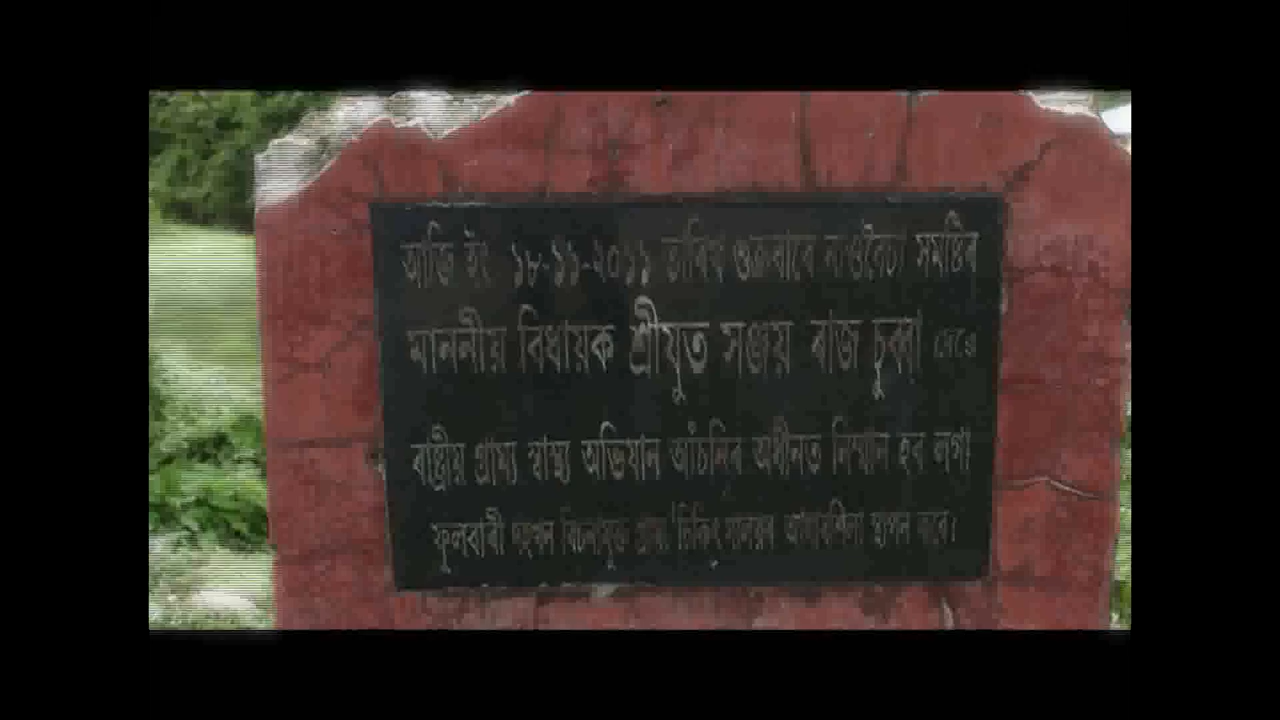 আজি ইং ১৮-১১-২০১১ তাৰিখ শুক্ৰবাৰে নাওবৈচা সমষ্টিৰ
মাননীয় বিধায়ক শ্ৰীযুত সঞ্জয় ৰাজ চুব্বা দেৱে
ৰাষ্ট্ৰীয় গ্ৰাম্য স্বাস্থ্য অভিযান আঁচনিৰ অধীনত নিৰ্ম্মান হব লগা
ফুলবাৰী গ্ৰাম্য আধাৰশিলা স্থাপন কৰে।